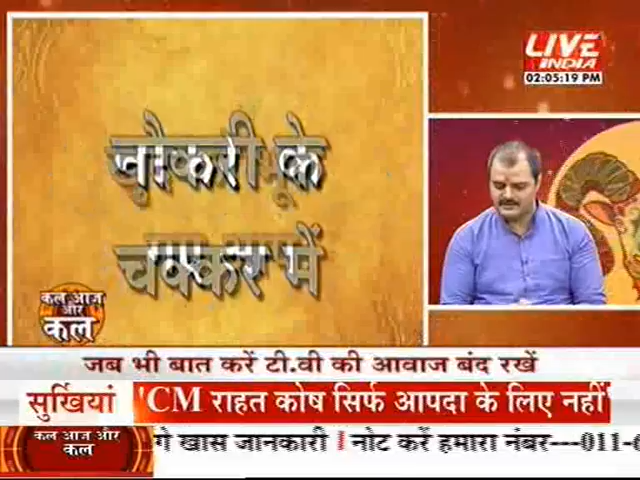 LIVE
INDIA
02:05:19 PM
के
चक्कर में
कल आज
और
कल
जब भी बात करें टी.वी की आवाज बंद रखें
सुर्खियां
'CM राहत कोष सिर्फ आपदा के लिए नहीं'
कल आज और
कल
गे खास जानकारी । नोट करें हमारा नंबर---011-6